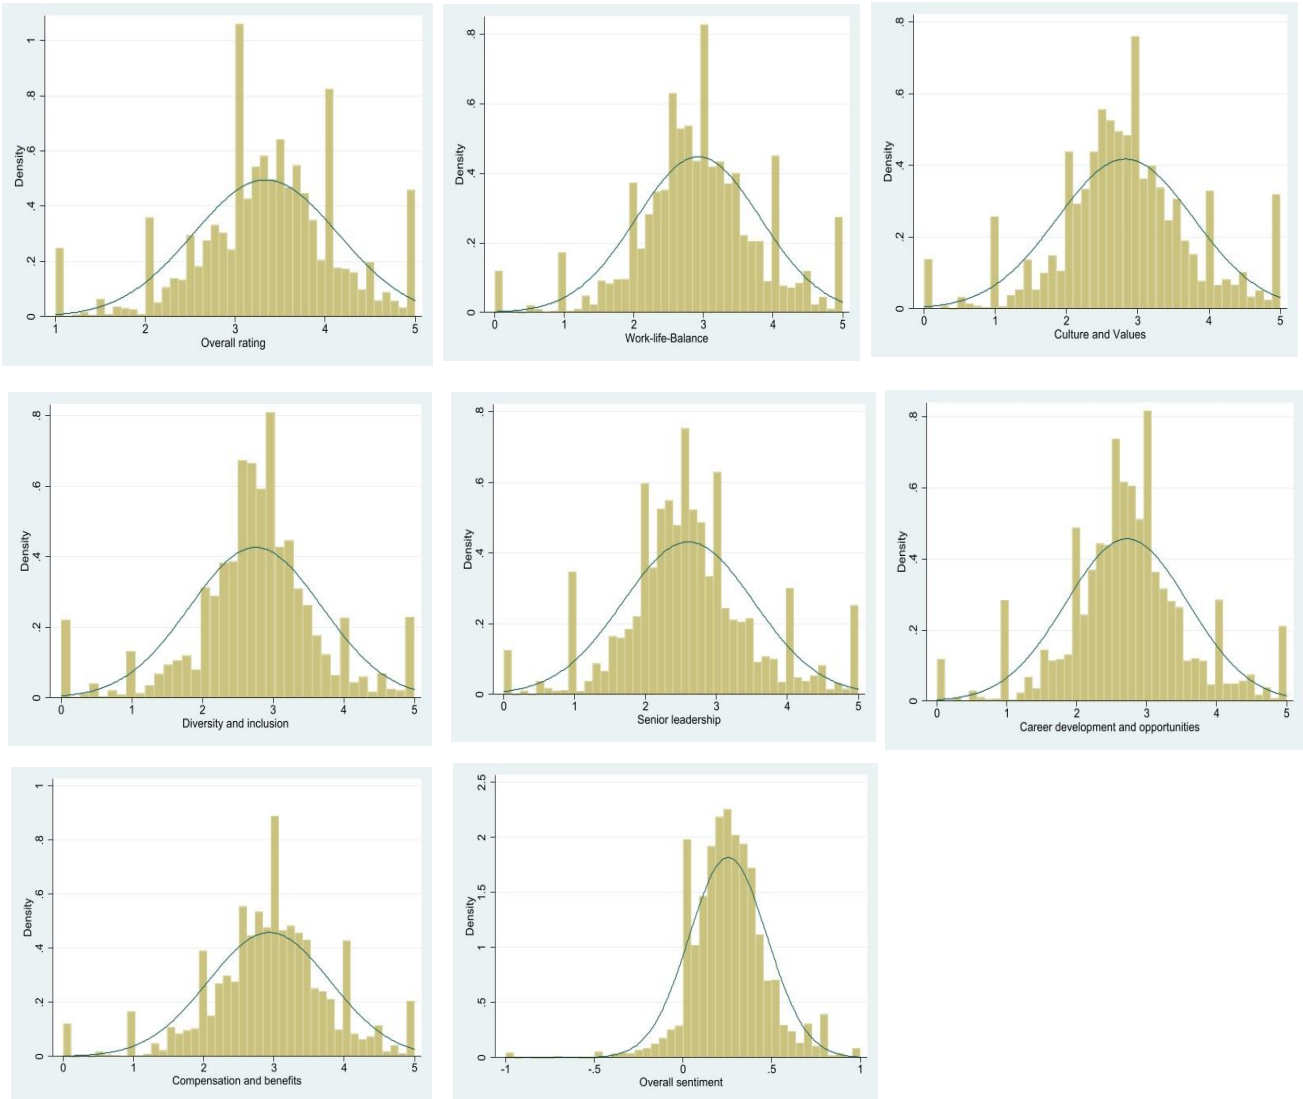 Density
0 .2 .4 .6 .8 1
1 2 3 4 5
Overall rating
Density
0 .2 .4 .6 .8
0 1 2 3 4 5
Work-life-Balance
Density
0 .2 .4 .6 .8
0 1 2 3 4 5
Culture and Values
Density
0 .2 .4 .6 .8
0 1 2 3 4 5
Diversity and inclusion
Density
0 .2 .4 .6 .8
0 1 2 3 4 5
Senior leadership
Density
0 .2 .4 .6 .8
0 1 2 3 4 5
Career development and opportunities
Density
0 .2 .4 .6 .8 1
0 1 2 3 4 5
Compensation and benefits
Density
0 .5 1 1.5 2 2.5
-1 -.5 0 .5 1
Overall sentiment